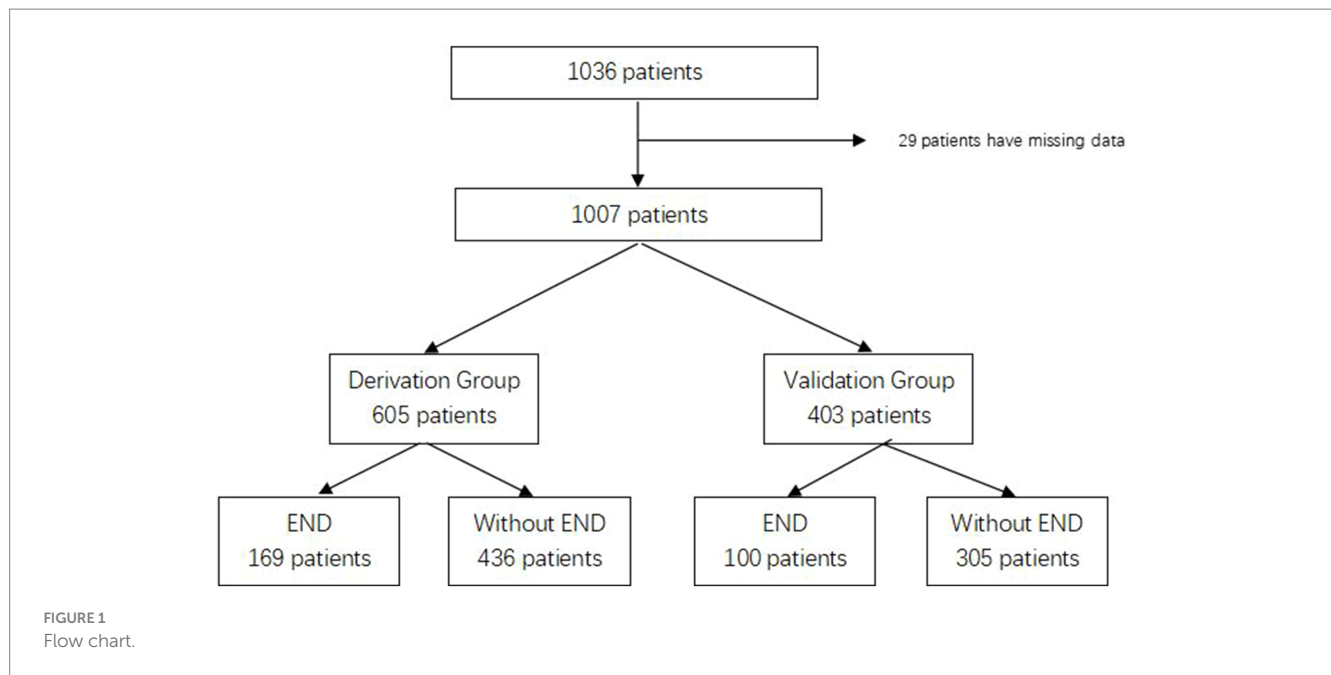 1036 patients
29 patients have missing data
1007 patients
Derivation Group
605 patients
Validation Group
403 patients
END
169 patients
Without END
436 patients
END
100 patients
Without END
305 patients
FIGURE 1
Flow chart.